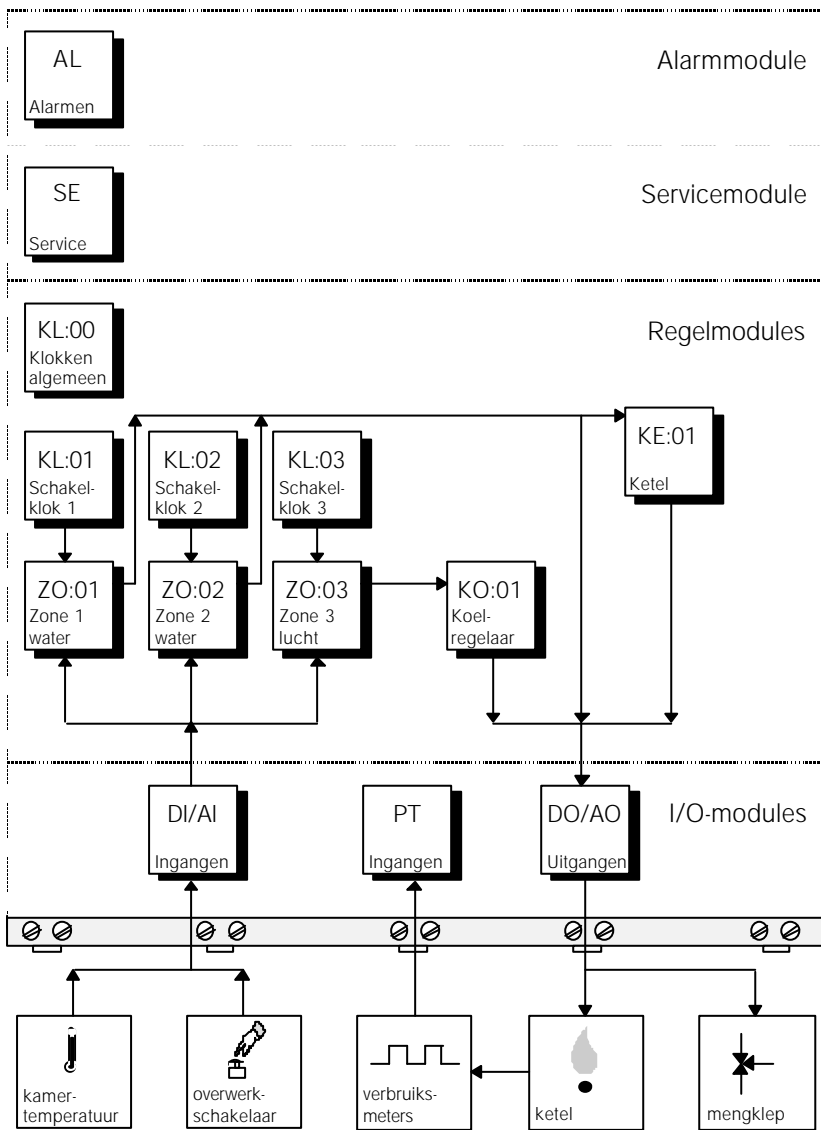 AL
Alarmen
Alarmmodule
SE
Service
Servicemodule
KL:00
Klokken
algemeen
Regelmodules
KL:01
Schakel-
klok 1
KL:02
Schakel-
klok 2
KL:03
Schakel-
klok 3
KE:01
Ketel
ZO:01
Zone 1
water
ZO:02
Zone 2
water
ZO:03
Zone 3
lucht
KO:01
Koel-
regelaar
DI/AI
Ingangen
PT
Ingangen
DO/AO
Uitgangen
I/O-modules
kamer-
temperatuur
overwerk-
schakelaar
verbruiks-
meters
ketel
mengklep